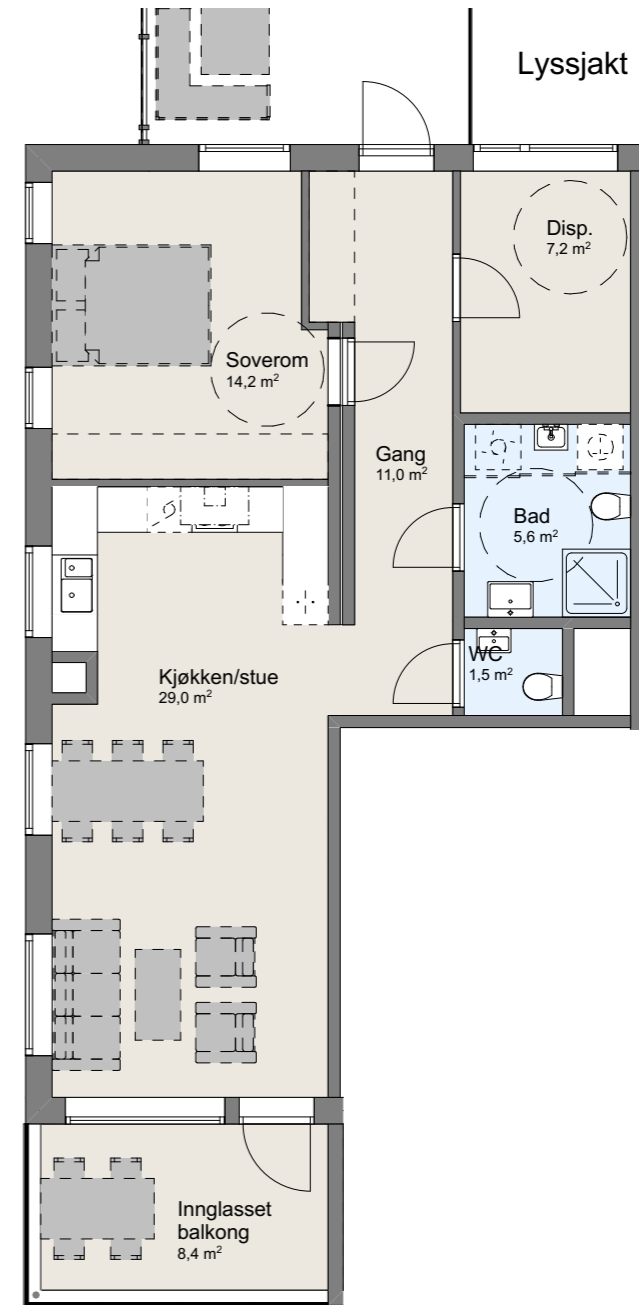 Lyssjakt
Disp.
7,2 m²
Soverom
14,2 m²
Gang
11,0 m²
Bad
5,6 m²
WC
1,5 m²
Kjøkken/stue
29,0 m²
Innglasset
balkong
8,4 m²